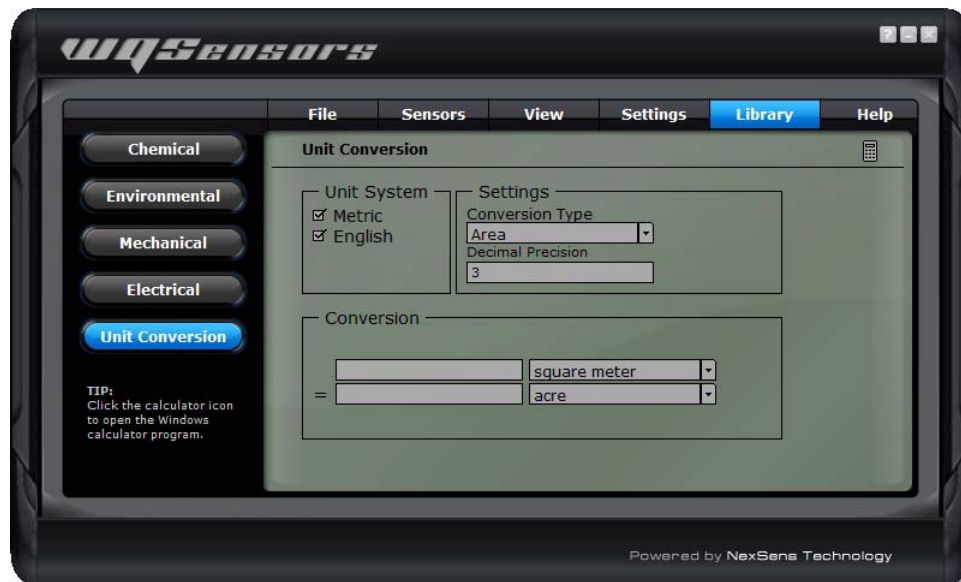 WQSensors
? - x
File Sensors View Settings Library Help
Chemical
Environmental
Mechanical
Electrical
Unit Conversion
TIP:
Click the calculator icon
to open the Windows
calculator program.
Unit Conversion
Unit System
Metric
English
Settings
Conversion Type
Area
Decimal Precision
3
Conversion
square meter
=
acre
Powered by NexSens Technology